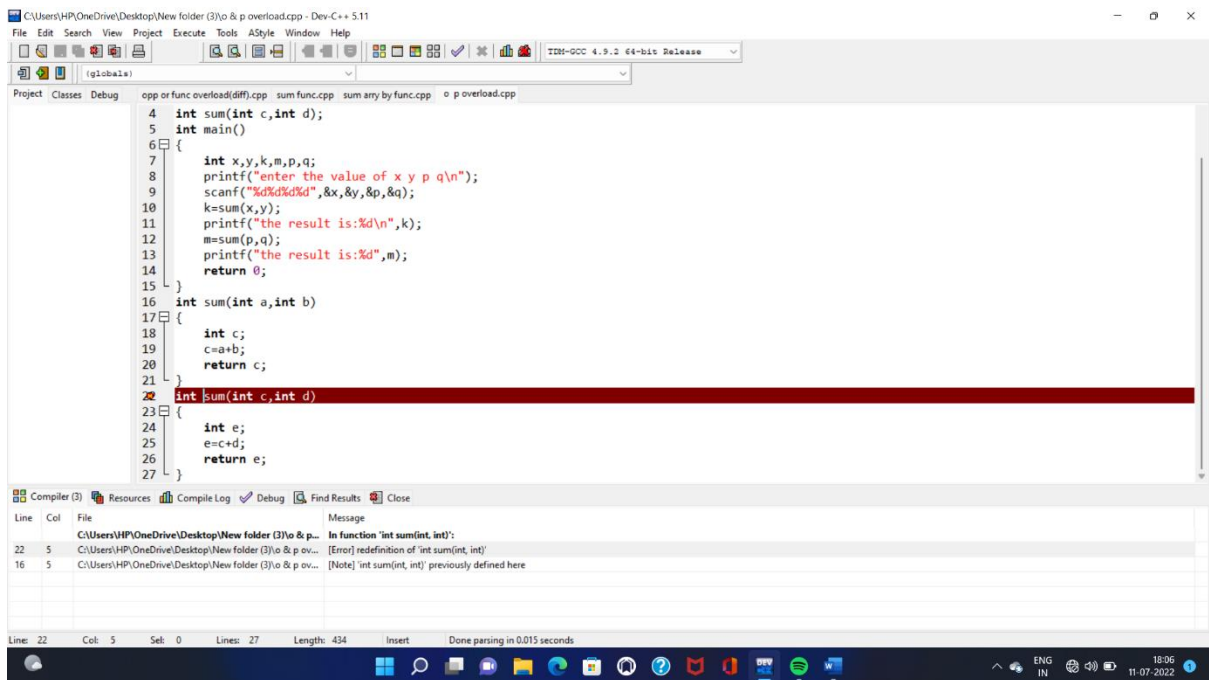 C:\Users\HP\OneDrive\Desktop\New folder (3)\o & p overload.cpp - Dev-C++ 5.11
File Edit Search View Project Execute Tools AStyle Window Help
TDM-GCC 4.9.2 64-bit Release
(globals)
Project Classes Debug opp or func overload(diff).cpp sum func.cpp sum arry by func.cpp o p overload.cpp
4 int sum(int c,int d);
5 int main()
6 {
7 int x,y,k,m,p,q;
8 printf("enter the value of x y p q\n");
9 scanf("%d%d%d%d",&x,&y,&p,&q);
10 k=sum(x,y);
11 printf("the result is:%d\n",k);
12 m=sum(p,q);
13 printf("the result is:%d",m);
14 return 0;
15 }
16 int sum(int a,int b)
17 {
18 int c;
19 c=a+b;
20 return c;
21 }
22 int sum(int c,int d)
23 {
24 int e;
25 e=c+d;
26 return e;
27 }
Compiler (3) Resources Compile Log Debug Find Results Close
Line Col File Message
C:\Users\HP\OneDrive\Desktop\New folder (3)\o & p... In function 'int sum(int, int)':
22 5 C:\Users\HP\OneDrive\Desktop\New folder (3)\o & p ov... [Error] redefinition of 'int sum(int, int)'
16 5 C:\Users\HP\OneDrive\Desktop\New folder (3)\o & p ov... [Note] 'int sum(int, int)' previously defined here
Line: 22 Col: 5 Sel: 0 Lines: 27 Length: 434 Insert Done parsing in 0.015 seconds
DEV
W
ENG
IN
18:06
11-07-2022
1